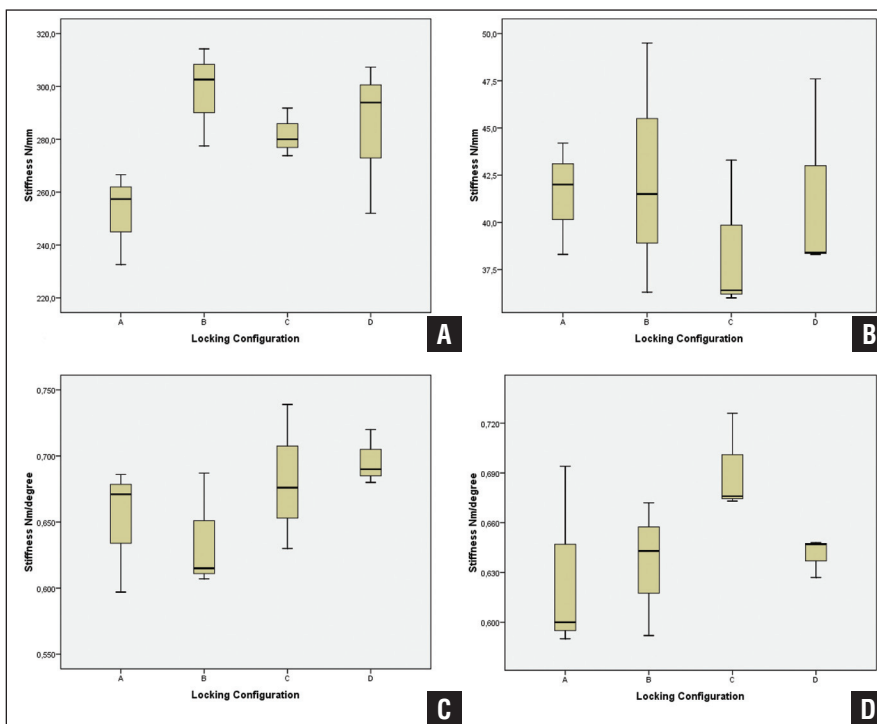 320,0
300,0
280,0
260,0
240,0
220,0
Stiffness N/mm
A B C D
Locking Configuration
A
50,0
47,5
45,0
42,5
40,0
37,5
Stiffness N/mm
A B C D
Locking Configuration
B
0,750
0,700
0,650
0,600
0,550
Stiffness Nm/degree
A B C D
Locking Configuration
C
0,720
0,690
0,660
0,630
0,600
Stiffness Nm/degree
A B C D
Locking Configuration
D